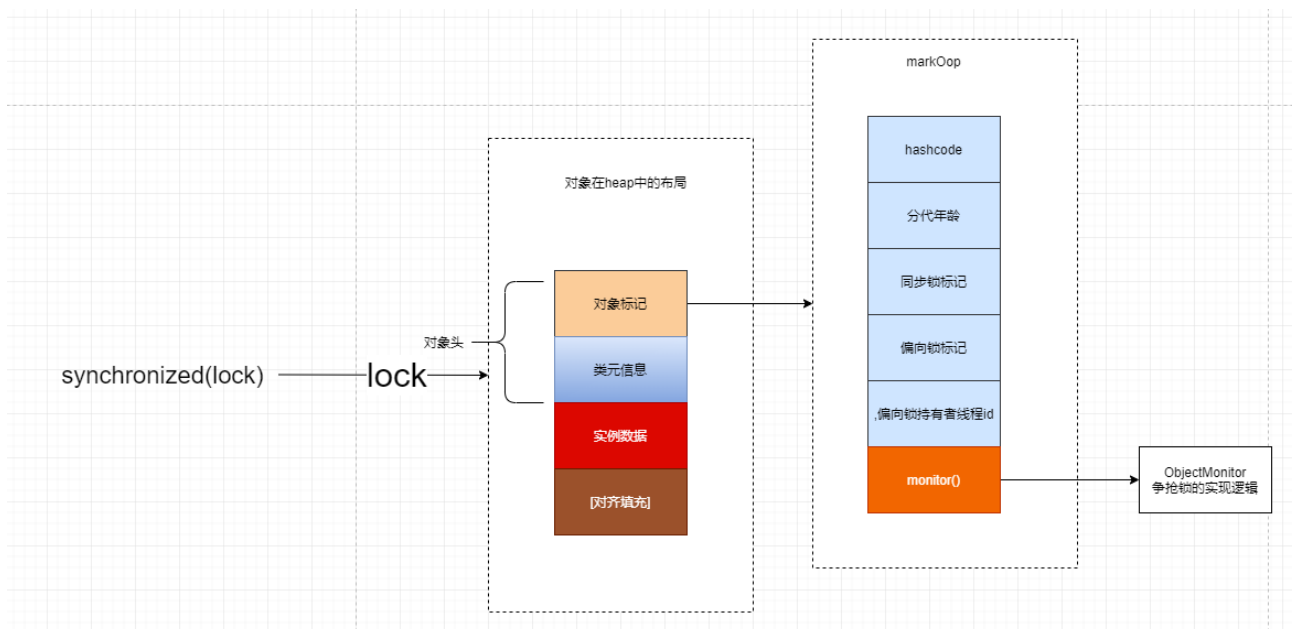 synchronized(lock)
lock
对象头
对象在heap中的布局
对象标记
类元信息
实例数据
[对齐填充]
markOop
hashcode
分代年龄
同步锁标记
偏向锁标记
,偏向锁持有者线程id
monitor()
ObjectMonitor
争抢锁的实现逻辑